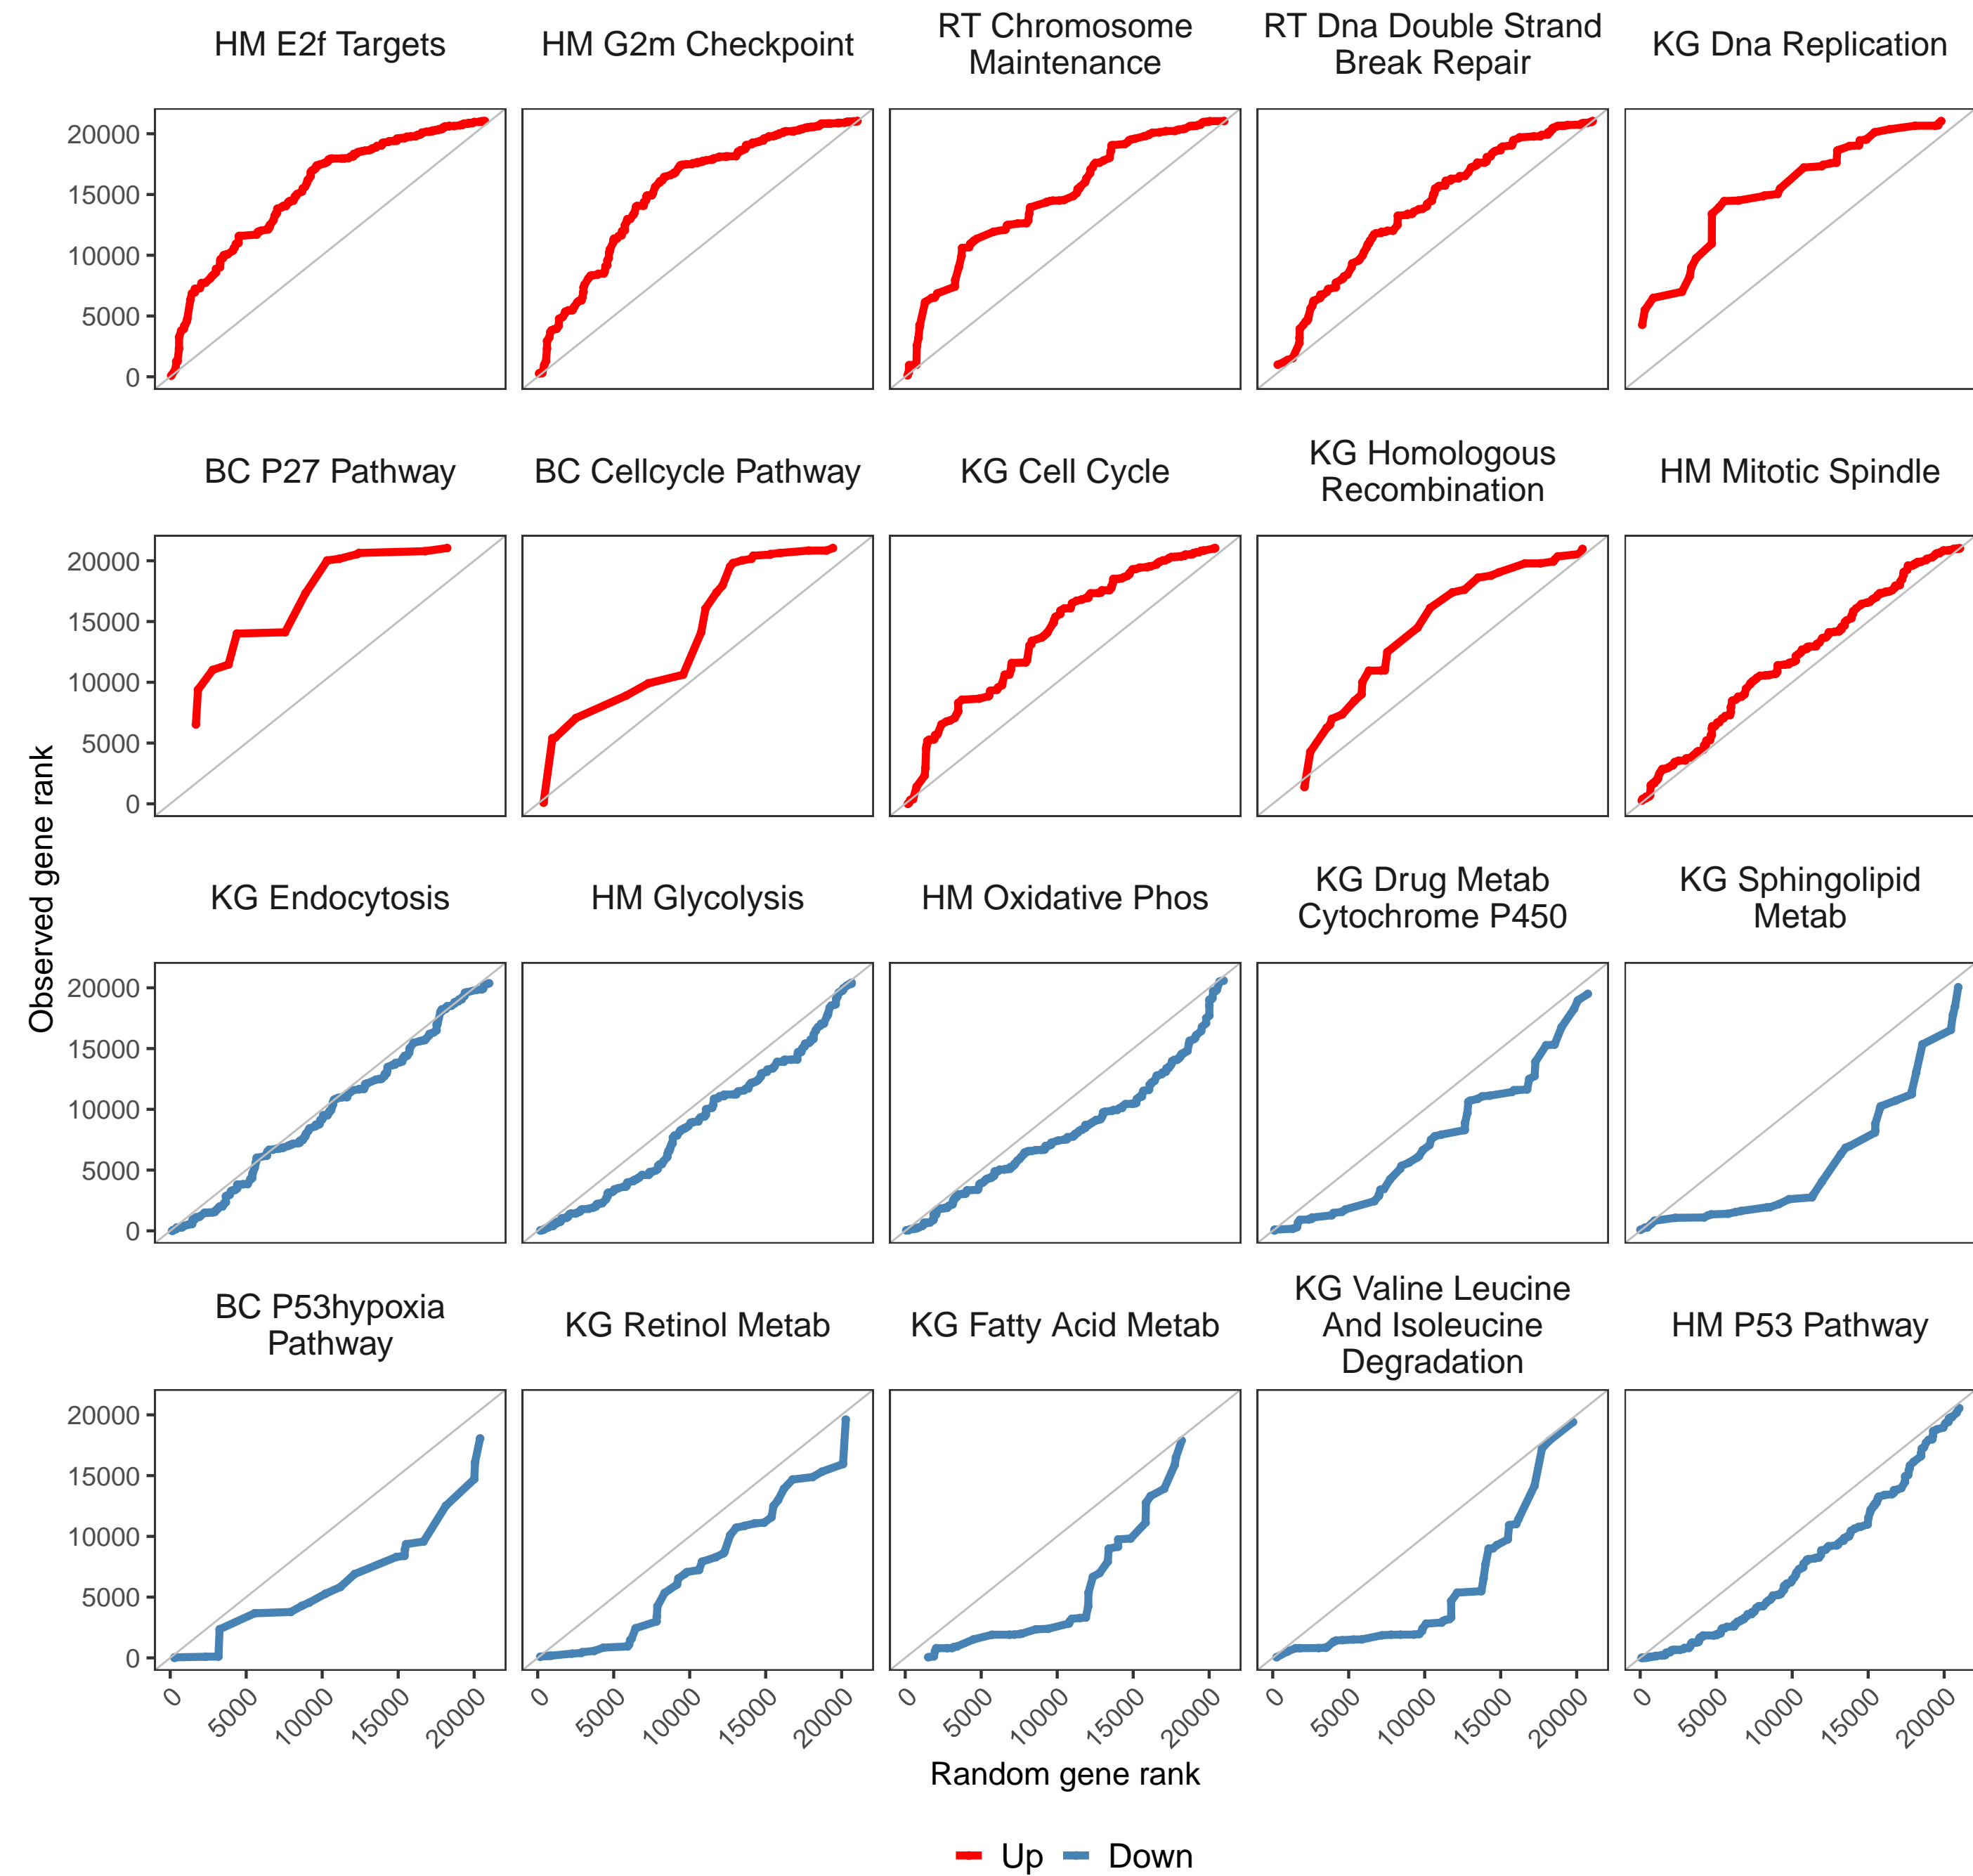 HM E2f Targets
HM G2m Checkpoint
RT Chromosome
Maintenance
RT Dna Double Strand
Break Repair
KG Dna Replication
20000
15000
10000
5000
0
BC P27 Pathway
BC Cellcycle Pathway
KG Cell Cycle
KG Homologous
Recombination
HM Mitotic Spindle
20000
15000
10000
5000
0
Observed gene rank
KG Endocytosis
HM Glycolysis
HM Oxidative Phos
KG Drug Metab
Cytochrome P450
KG Sphingolipid
Metab
20000
15000
10000
5000
0
BC P53hypoxia
Pathway
KG Retinol Metab
KG Fatty Acid Metab
KG Valine Leucine
And Isoleucine
Degradation
HM P53 Pathway
20000
15000
10000
5000
0
0 5000 10000 15000 20000
0 5000 10000 15000 20000
0 5000 10000 15000 20000
0 5000 10000 15000 20000
0 5000 10000 15000 20000
Random gene rank
Up Down